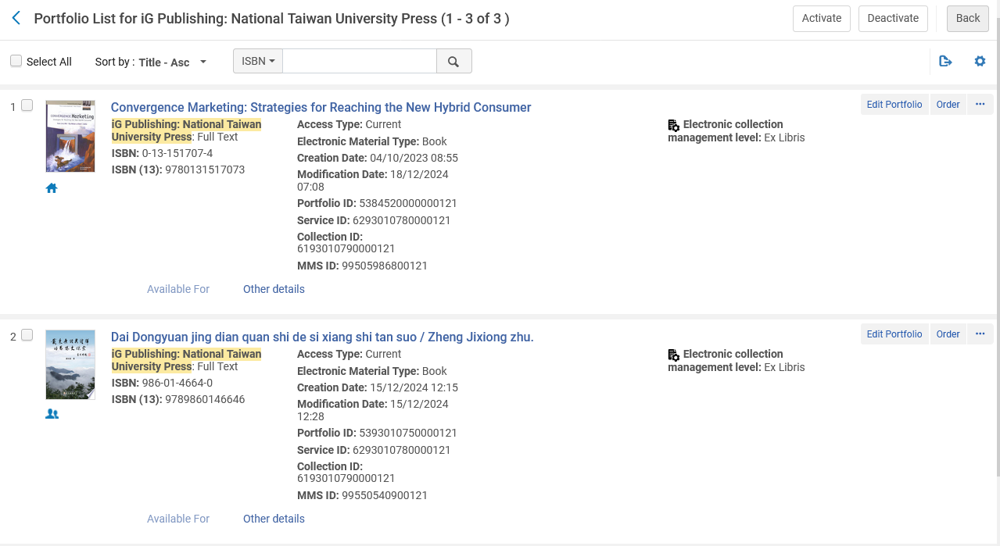 Portfolio List for iG Publishing: National Taiwan University Press (1 - 3 of 3 )
Activate
Deactivate
Back
Select All
Sort by : Title - Asc
ISBN
1
Convergence Marketing: Strategies for Reaching the New Hybrid Consumer
Edit Portfolio
Order
iG Publishing: National Taiwan
University Press: Full Text
ISBN: 0-13-151707-4
ISBN (13): 9780131517073
Access Type: Current
Electronic Material Type: Book
Creation Date: 04/10/2023 08:55
Modification Date: 18/12/2024
07:08
Portfolio ID: 5384520000000121
Service ID: 6293010780000121
Collection ID:
6193010790000121
MMS ID: 99505986800121
Electronic collection
management level: Ex Libris
Available For
Other details
2
Dai Dongyuan jing dian quan shi de si xiang shi tan suo / Zheng Jixiong zhu.
Edit Portfolio
Order
iG Publishing: National Taiwan
University Press: Full Text
ISBN: 986-01-4664-0
ISBN (13): 9789860146646
Access Type: Current
Electronic Material Type: Book
Creation Date: 15/12/2024 12:15
Modification Date: 15/12/2024
12:28
Portfolio ID: 5393010750000121
Service ID: 6293010780000121
Collection ID:
6193010790000121
MMS ID: 99550540900121
Electronic collection
management level: Ex Libris
Available For
Other details